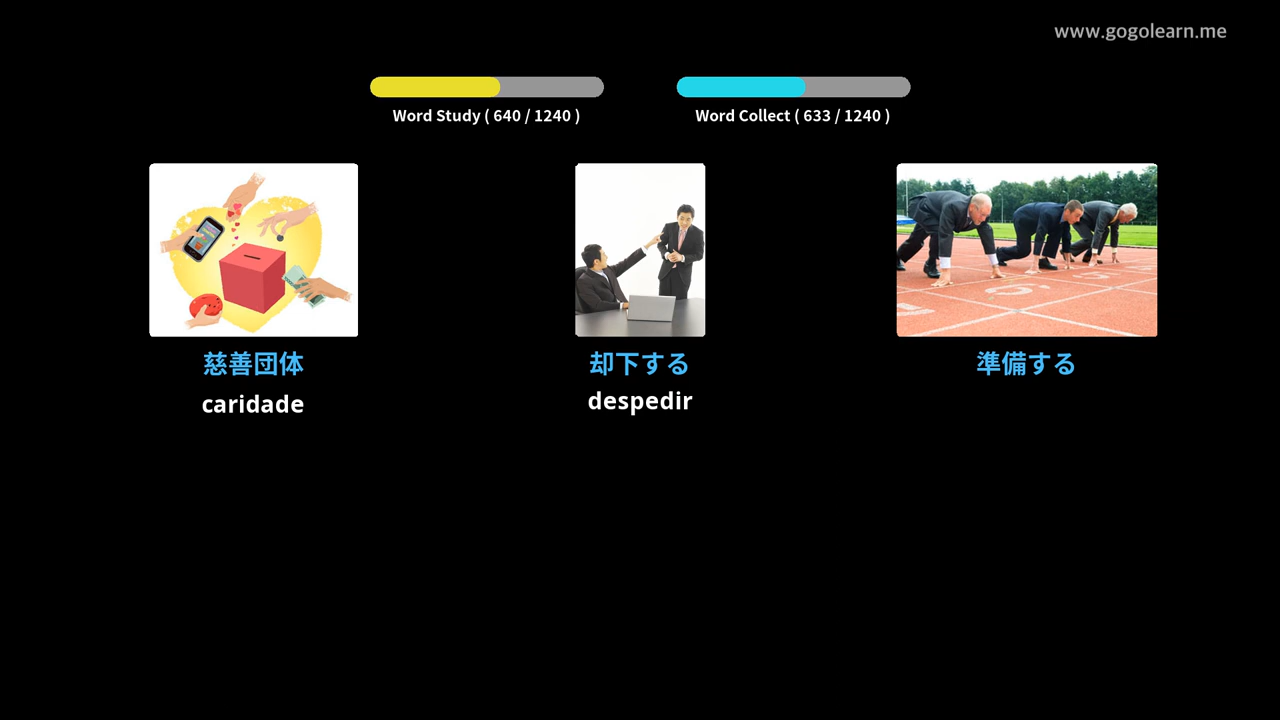 www.gogolearn.me
Word Study ( 640 / 1240 )
Word Collect ( 633 / 1240 )
慈善団体
却下する
準備する
caridade
despedir